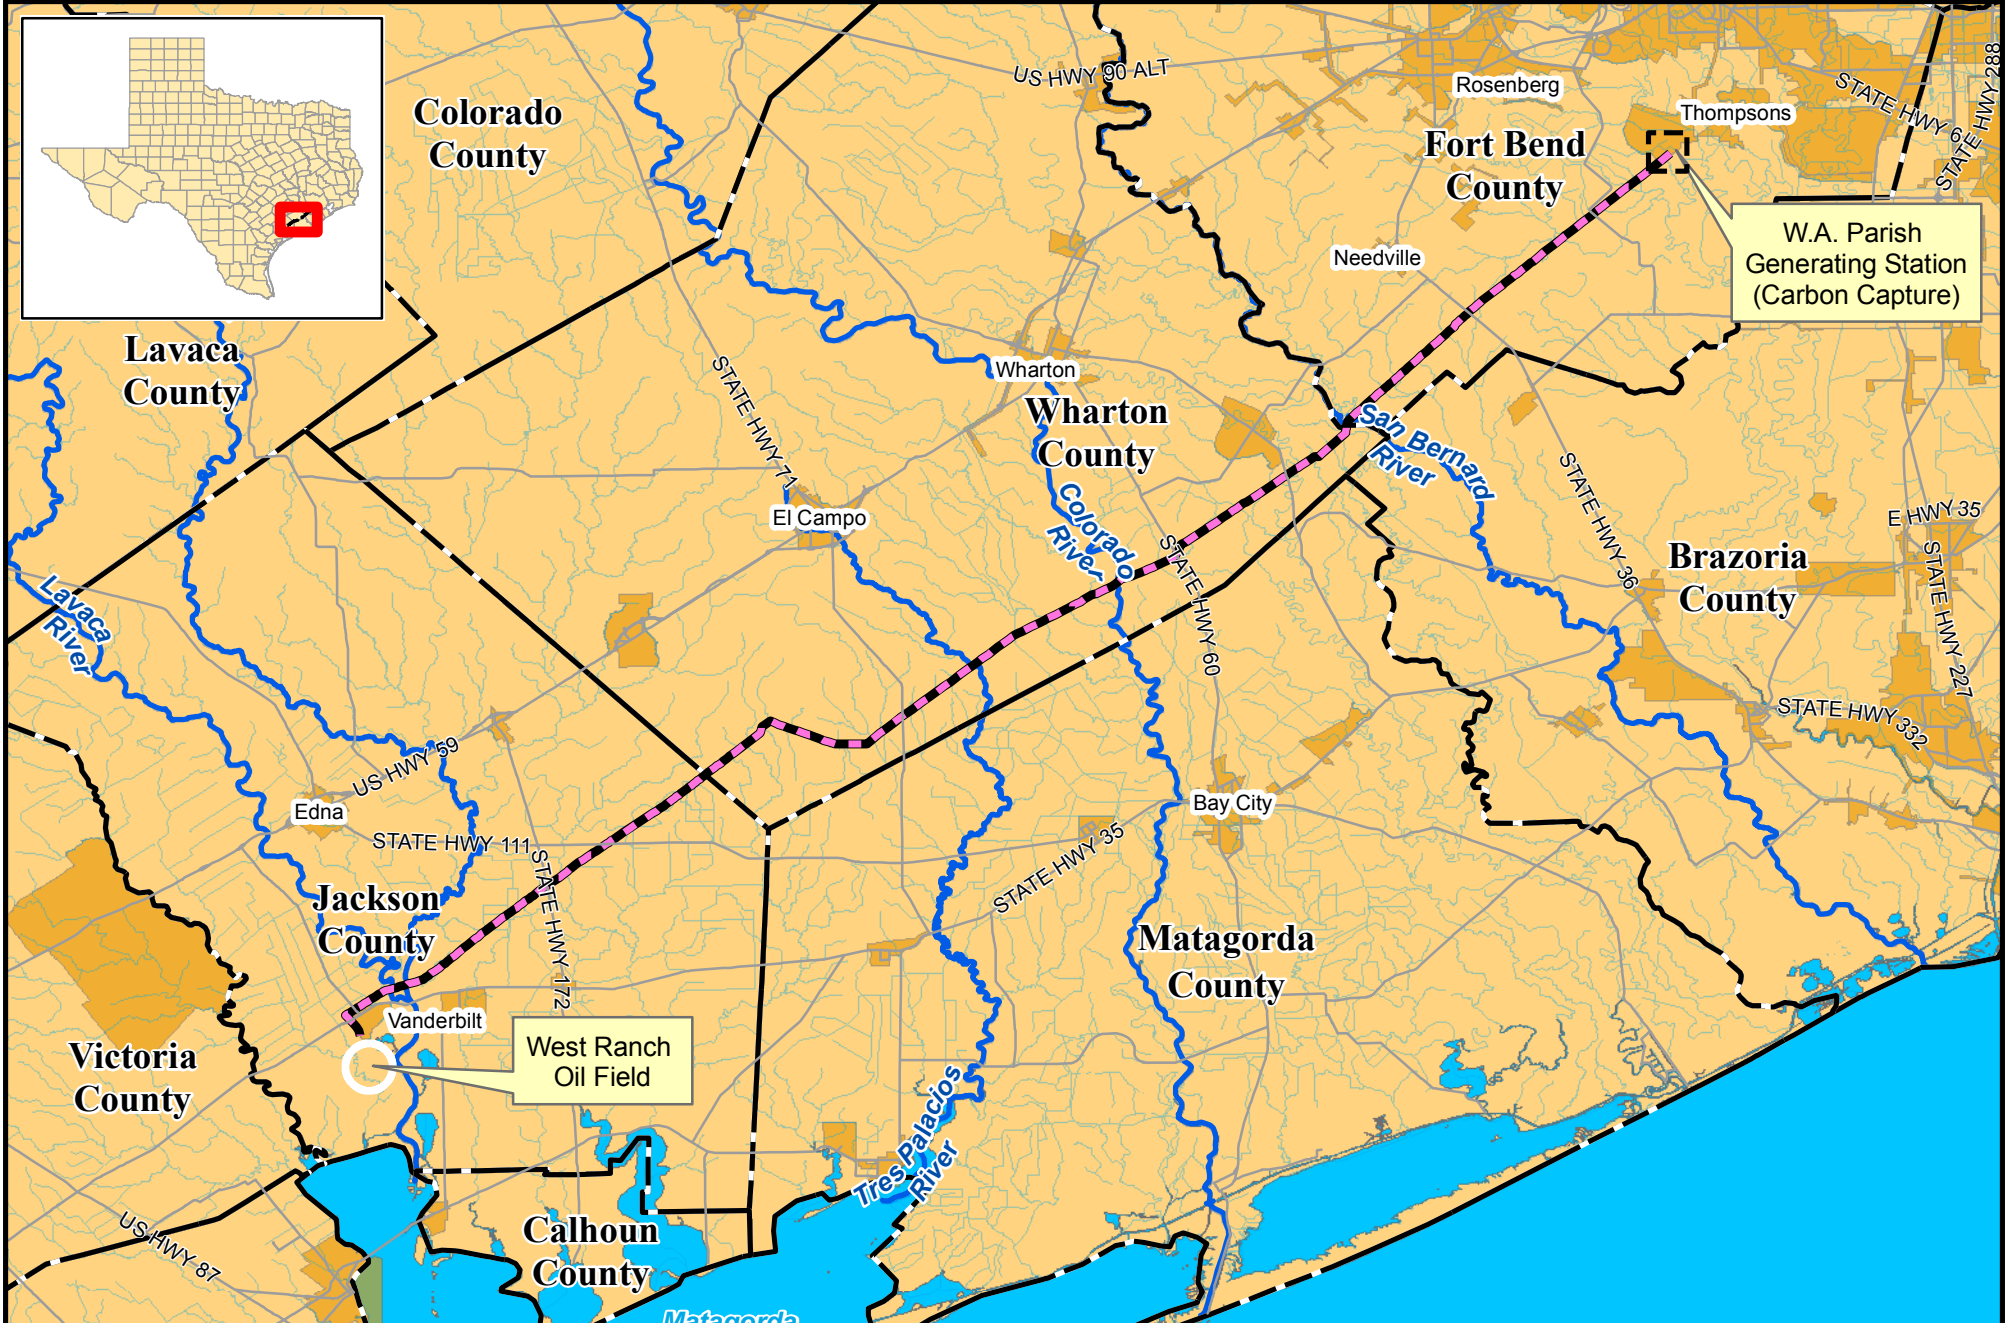 US HWY 90 ALT
STATE HWY 288
Rosenberg
Thompsons
STATE HWY 6
Colorado
County
Fort Bend
County
W.A. Parish
Generating Station
(Carbon Capture)
Needville
Lavaca
County
Wharton
STATE HWY 71
Wharton
County
San Bernard
River
El Campo
Colorado
River
STATE HWY 36
E HWY 35
Brazoria
County
STATE HWY 60
STATE HWY 227
Lavaca
River
STATE HWY 332
US HWY 59
Edna
Bay City
STATE HWY 111
STATE HWY 35
STATE HWY 172
Jackson
County
Matagorda
County
Vanderbilt
West Ranch
Oil Field
Victoria
County
Tres Palacios
River
Calhoun
County
US HWY 87
Matagorda